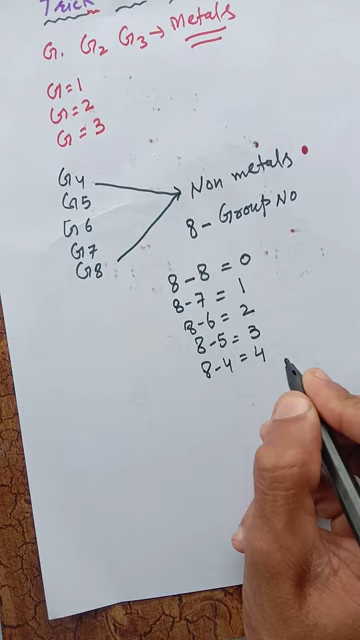 Trick
G1 G2 G3 → Metals
G=1
G=2
G=3
G4
G5
G6
G7
G8
Non metals
8 - Group No
8-8=0
8-7=1
8-6=2
8-5=3
8-4=4